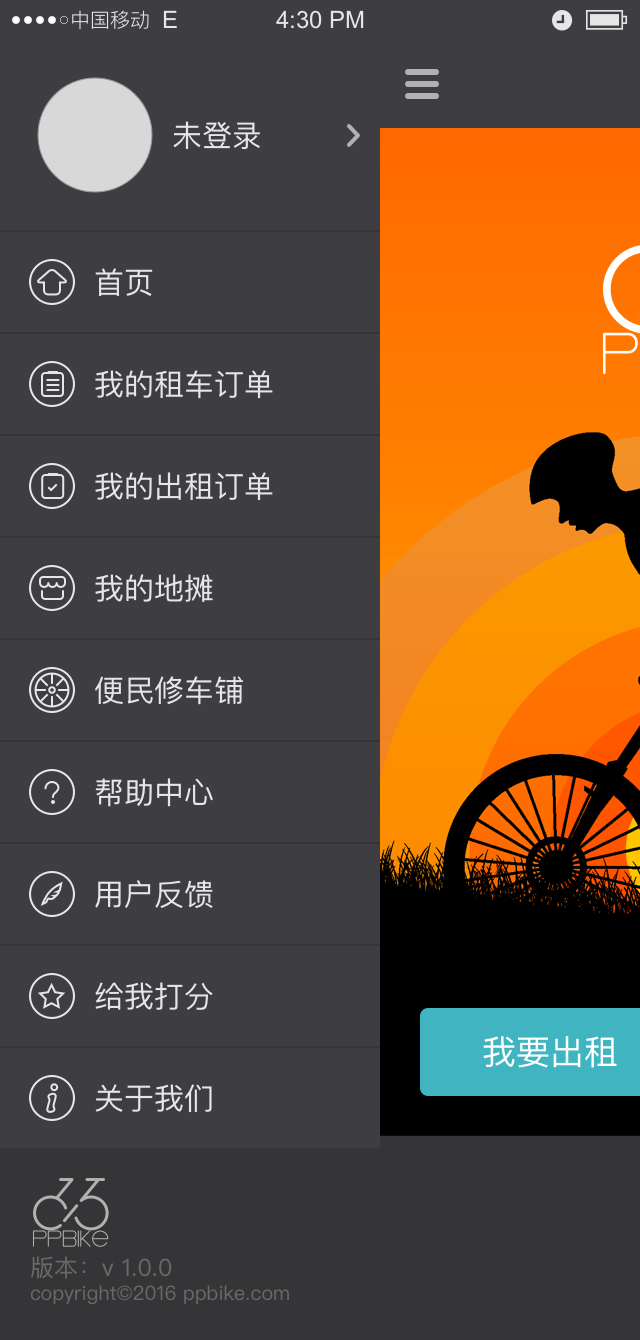 中国移动 E 4:30 PM
未登录
首页
我的租车订单
我的出租订单
我的地摊
便民修车铺
帮助中心
用户反馈
给我打分
关于我们
P
我要出租
PPBIKE
版本：v 1.0.0
copyright©2016 ppbike.com